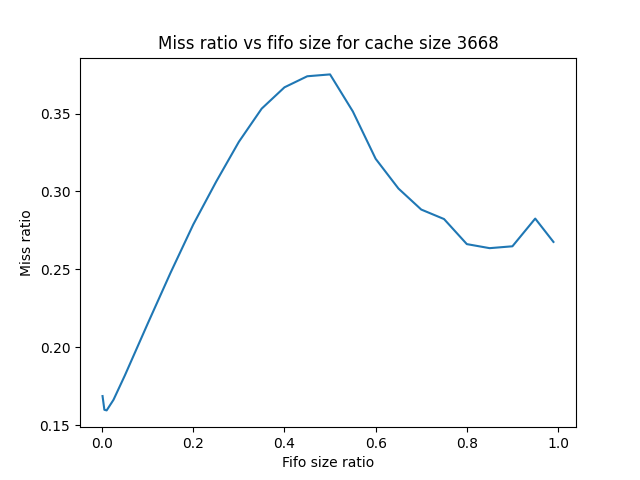 Miss ratio vs fifo size for cache size 3668
Miss ratio
0.35
0.30
0.25
0.20
0.15
0.0 0.2 0.4 0.6 0.8 1.0
Fifo size ratio